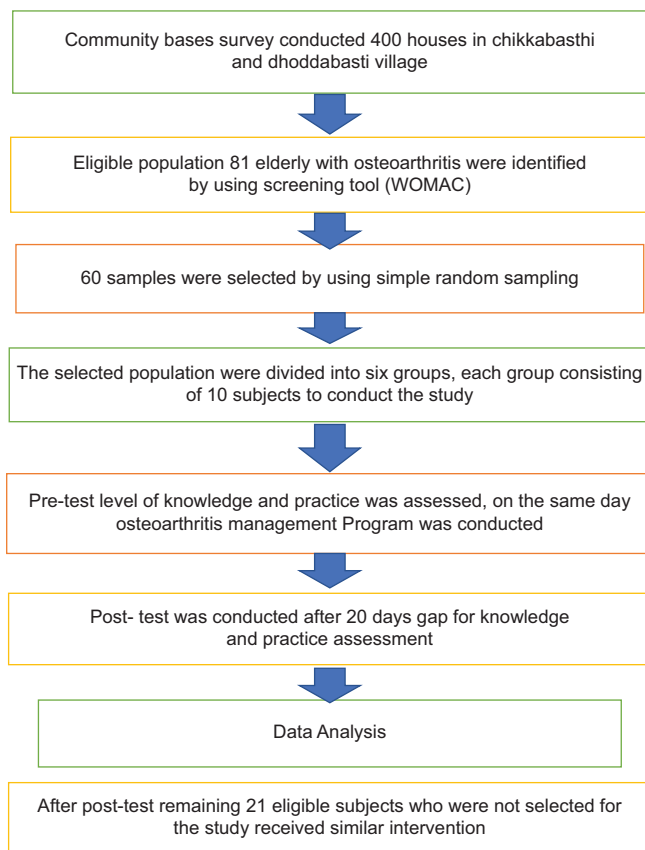 Community bases survey conducted 400 houses in chikkabasthi
and dhoddabasti village
Eligible population 81 elderly with osteoarthritis were identified
by using screening tool (WOMAC)
60 samples were selected by using simple random sampling
The selected population were divided into six groups, each group consisting
of 10 subjects to conduct the study
Pre-test level of knowledge and practice was assessed, on the same day
osteoarthritis management Program was conducted
Post- test was conducted after 20 days gap for knowledge
and practice assessment
Data Analysis
After post-test remaining 21 eligible subjects who were not selected for
the study received similar intervention